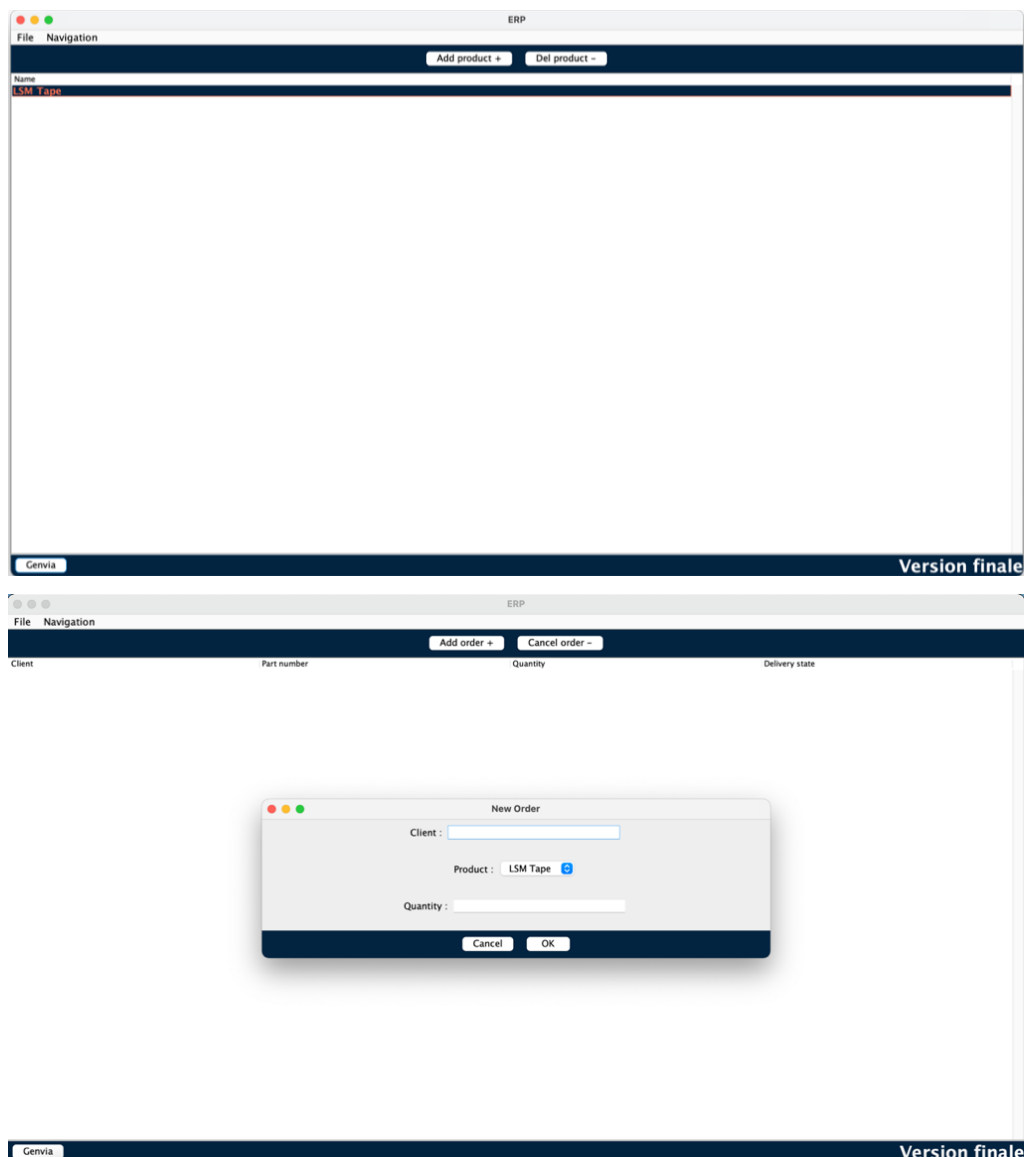 ERP
File Navigation
Add product + Del product -
Name
LSM Tape
Genvia Version finale
ERP
File Navigation
Add order + Cancel order -
Client Part number Quantity Delivery state
New Order
Client :
Product : LSM Tape
Quantity :
Cancel OK
Genvia Version finale